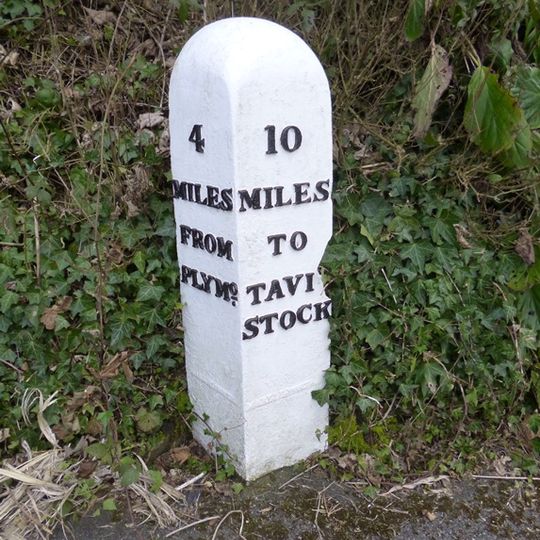 4
MILES
FROM
PLYMº
10
MILES
TO
TAVI
STOCK